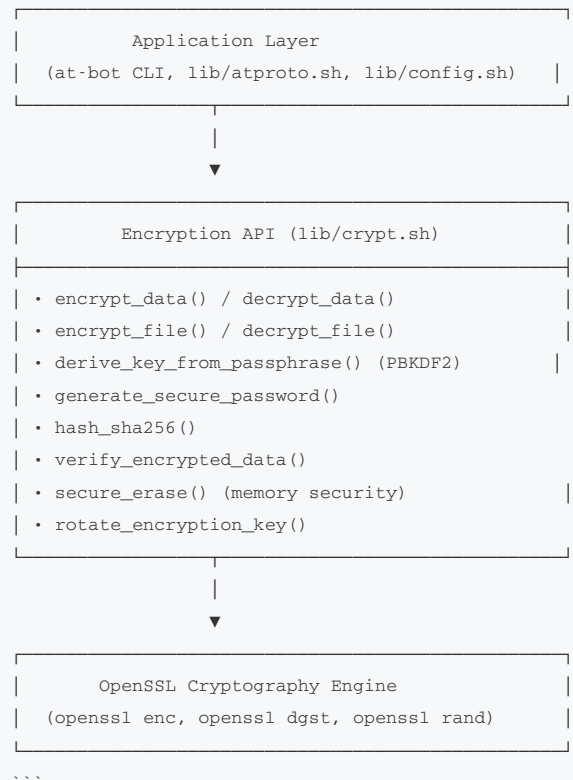 Application Layer
(at-bot CLI, lib/atproto.sh, lib/config.sh)
Encryption API (lib/crypt.sh)
• encrypt_data() / decrypt_data()
• encrypt_file() / decrypt_file()
• derive_key_from_passphrase() (PBKDF2)
• generate_secure_password()
• hash_sha256()
• verify_encrypted_data()
• secure_erase() (memory security)
• rotate_encryption_key()
OpenSSL Cryptography Engine
(openssl enc, openssl dgst, openssl rand)
```